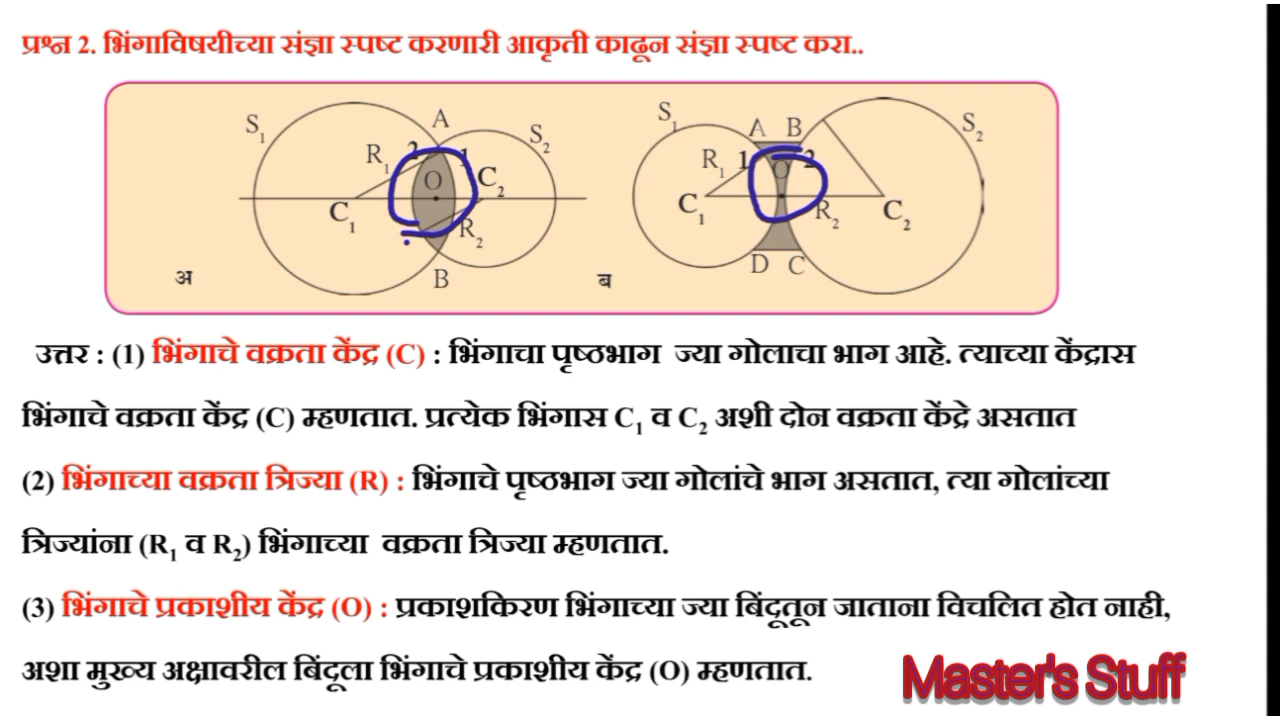 प्रश्न 2. भिंगाविषयीच्या संज्ञा स्पष्ट करणारी आकृती काढून संज्ञा स्पष्ट करा..
S₁ A S₂ S₁ A B S₂
R₁ 2 1 R₁ 1 2
O C₂ O
C₁ R₂ C₁ R₂ C₂
B D C
अ ब
उत्तर : (1) भिंगाचे वक्रता केंद्र (C) : भिंगाचा पृष्ठभाग ज्या गोलाचा भाग आहे. त्याच्या केंद्रास
भिंगाचे वक्रता केंद्र (C) म्हणतात. प्रत्येक भिंगास C₁ व C₂ अशी दोन वक्रता केंद्रे असतात
(2) भिंगाच्या वक्रता त्रिज्या (R) : भिंगाचे पृष्ठभाग ज्या गोलांचे भाग असतात, त्या गोलांच्या
त्रिज्यांना (R₁ व R₂) भिंगाच्या वक्रता त्रिज्या म्हणतात.
(3) भिंगाचे प्रकाशीय केंद्र (O) : प्रकाशकिरण भिंगाच्या ज्या बिंदूतून जाताना विचलित होत नाही,
अशा मुख्य अक्षावरील बिंदूला भिंगाचे प्रकाशीय केंद्र (O) म्हणतात.
Master's Stuff